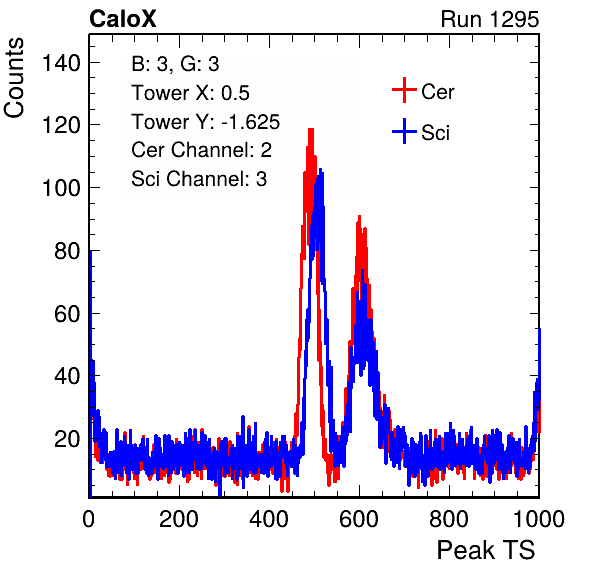 CaloX Run 1295
Counts
B: 3, G: 3
Tower X: 0.5
Tower Y: -1.625
Cer Channel: 2
Sci Channel: 3
Cer
Sci
140
120
100
80
60
40
20
0 200 400 600 800 1000
Peak TS